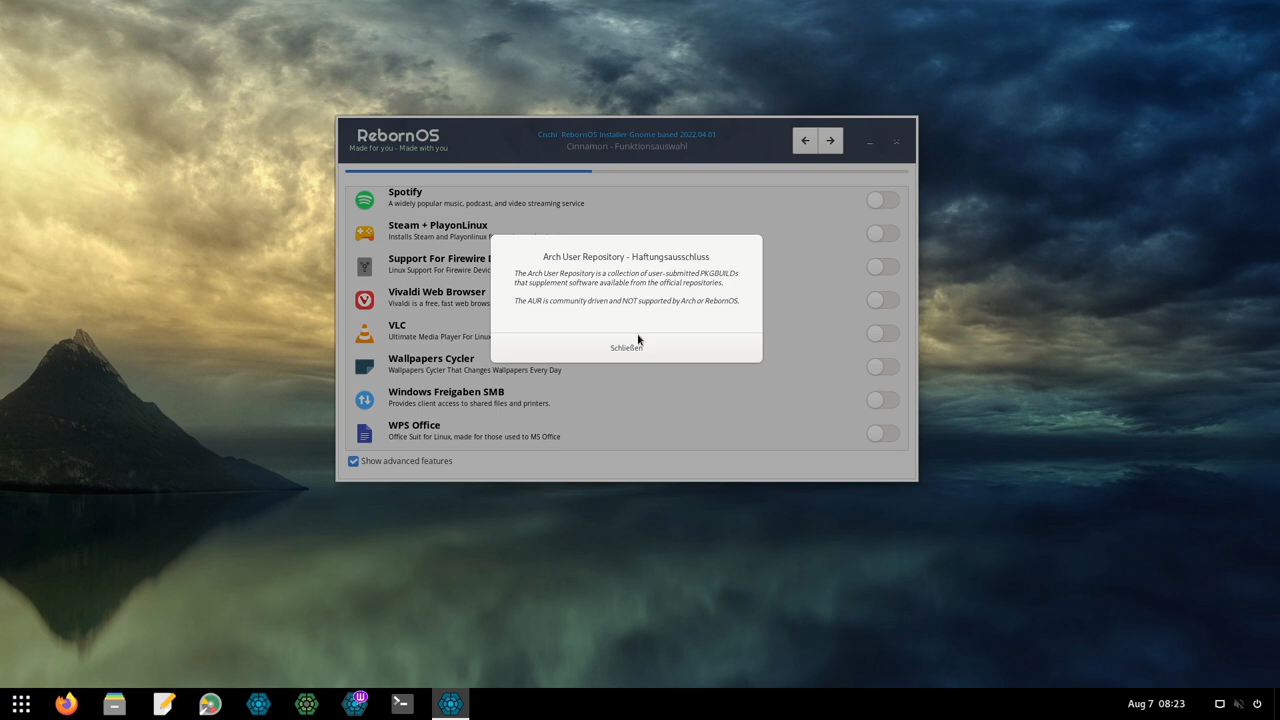 RebornOS
Made for you - Made with you
Cnchi RebornOS Installer Gnome based 2022.04.01
Cinnamon - Funktionsauswahl
Spotify
A widely popular music, podcast, and video streaming service
Steam + PlayonLinux
Installs Steam and Playonlinux
Support For Firewire
Linux Support For Firewire
Vivaldi Web Browser
Vivaldi is a free, fast web
VLC
Ultimate Media Player For Linux
Wallpapers Cycler
Wallpapers Cycler That Changes Wallpapers Every Day
Windows Freigaben SMB
Provides client access to shared files and printers.
WPS Office
Office Suit for Linux, made for those used to MS Office
Show advanced features
Arch User Repository - Haftungsausschluss
The Arch User Repository is a collection of user-submitted PKGBUILDs
that supplement software available from the official repositories.
The AUR is community driven and NOT supported by Arch or RebornOS.
Schließen
W
Aug 7 08:23